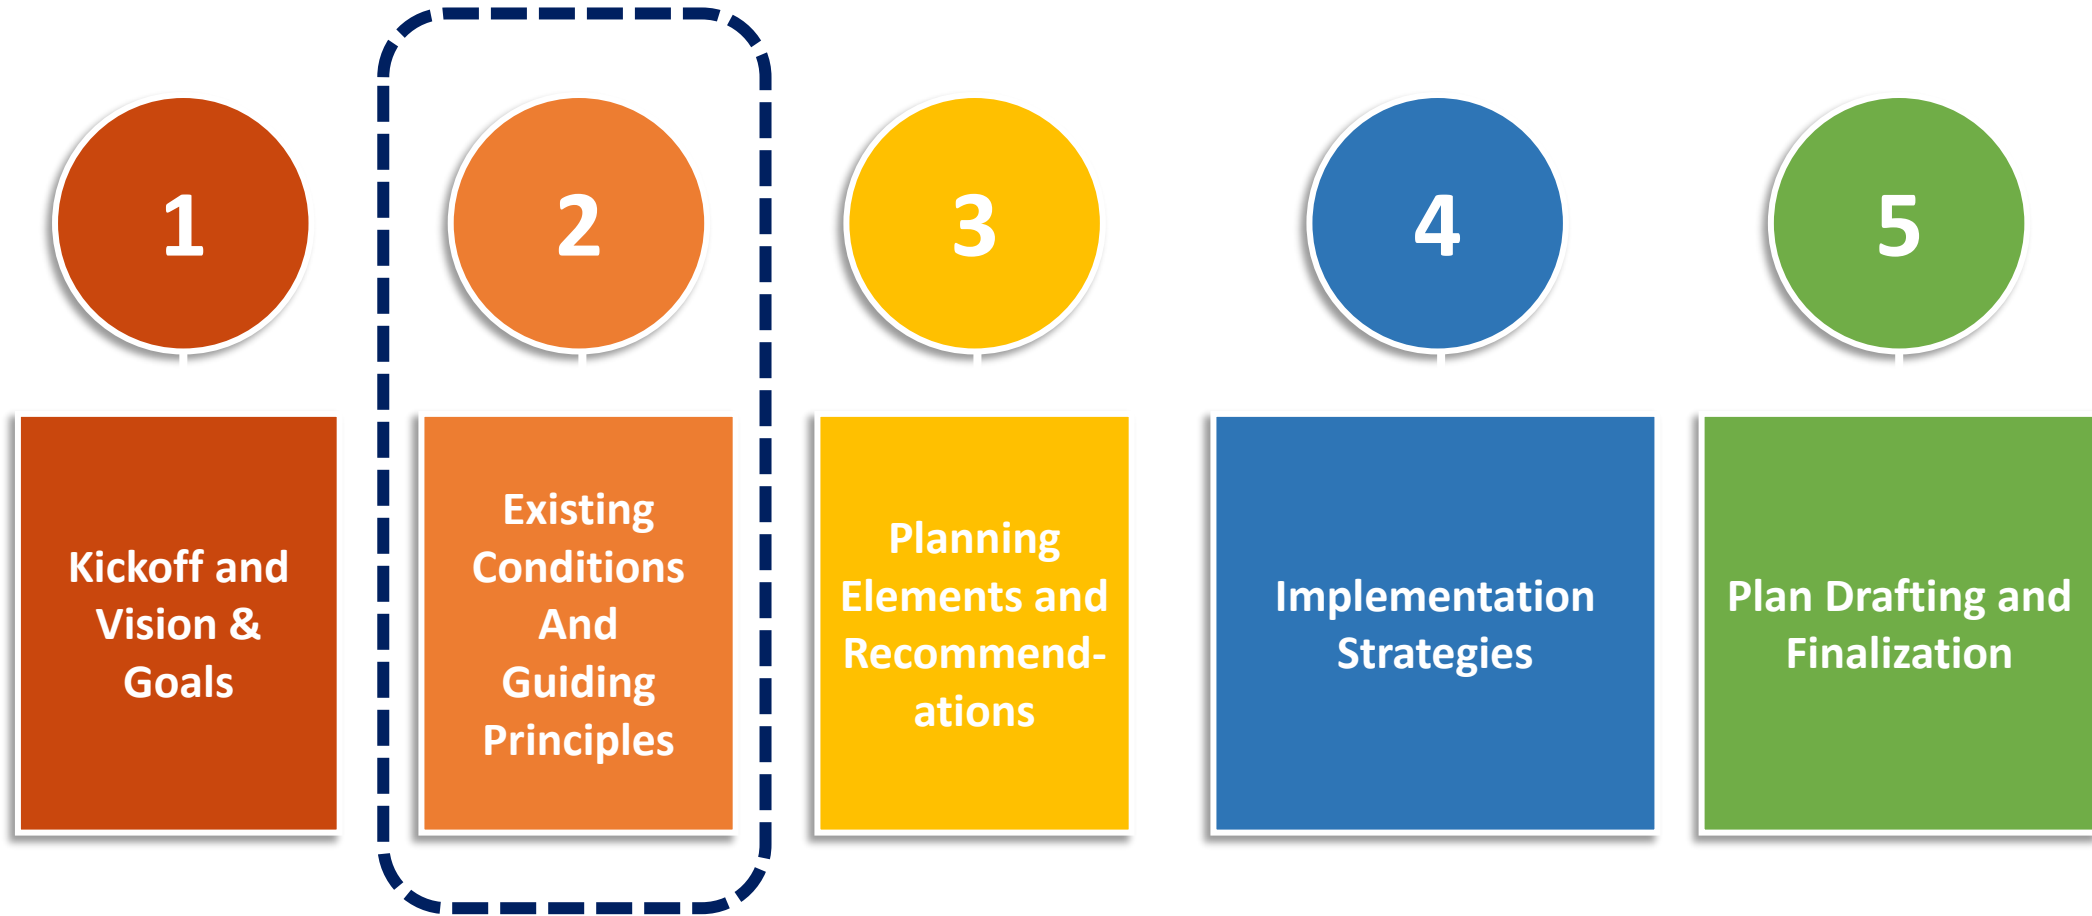 1
Kickoff and
Vision &
Goals
2
Existing
Conditions
And
Guiding
Principles
3
Planning
Elements and
Recommend-
ations
4
Implementation
Strategies
5
Plan Drafting and
Finalization